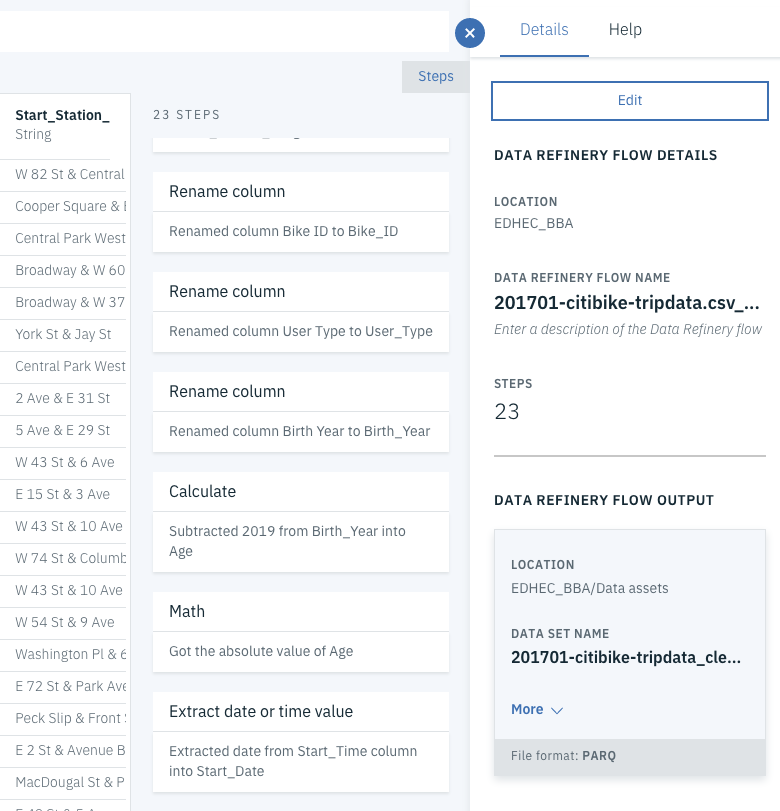 Details
Help
Steps
Edit
Start_Station_
String
W 82 St & Central
Cooper Square &
Central Park West
Broadway & W 60
Broadway & W 37
York St & Jay St
Central Park West
2 Ave & E 31 St
5 Ave & E 29 St
W 43 St & 6 Ave
E 15 St & 3 Ave
W 43 St & 10 Ave
W 74 St & Columb
W 43 St & 10 Ave
W 54 St & 9 Ave
Washington Pl & 6
E 72 St & Park Ave
Peck Slip & Front
E 2 St & Avenue B
MacDougal St & P
23 STEPS
Rename column
Renamed column Bike ID to Bike_ID
Rename column
Renamed column User Type to User_Type
Rename column
Renamed column Birth Year to Birth_Year
Calculate
Subtracted 2019 from Birth_Year into
Age
Math
Got the absolute value of Age
Extract date or time value
Extracted date from Start_Time column
into Start_Date
DATA REFINERY FLOW DETAILS
LOCATION
EDHEC_BBA
DATA REFINERY FLOW NAME
201701-citibike-tripdata.csv_...
Enter a description of the Data Refinery flow
STEPS
23
DATA REFINERY FLOW OUTPUT
LOCATION
EDHEC_BBA/Data assets
DATA SET NAME
201701-citibike-tripdata_cle...
More
File format: PARQ